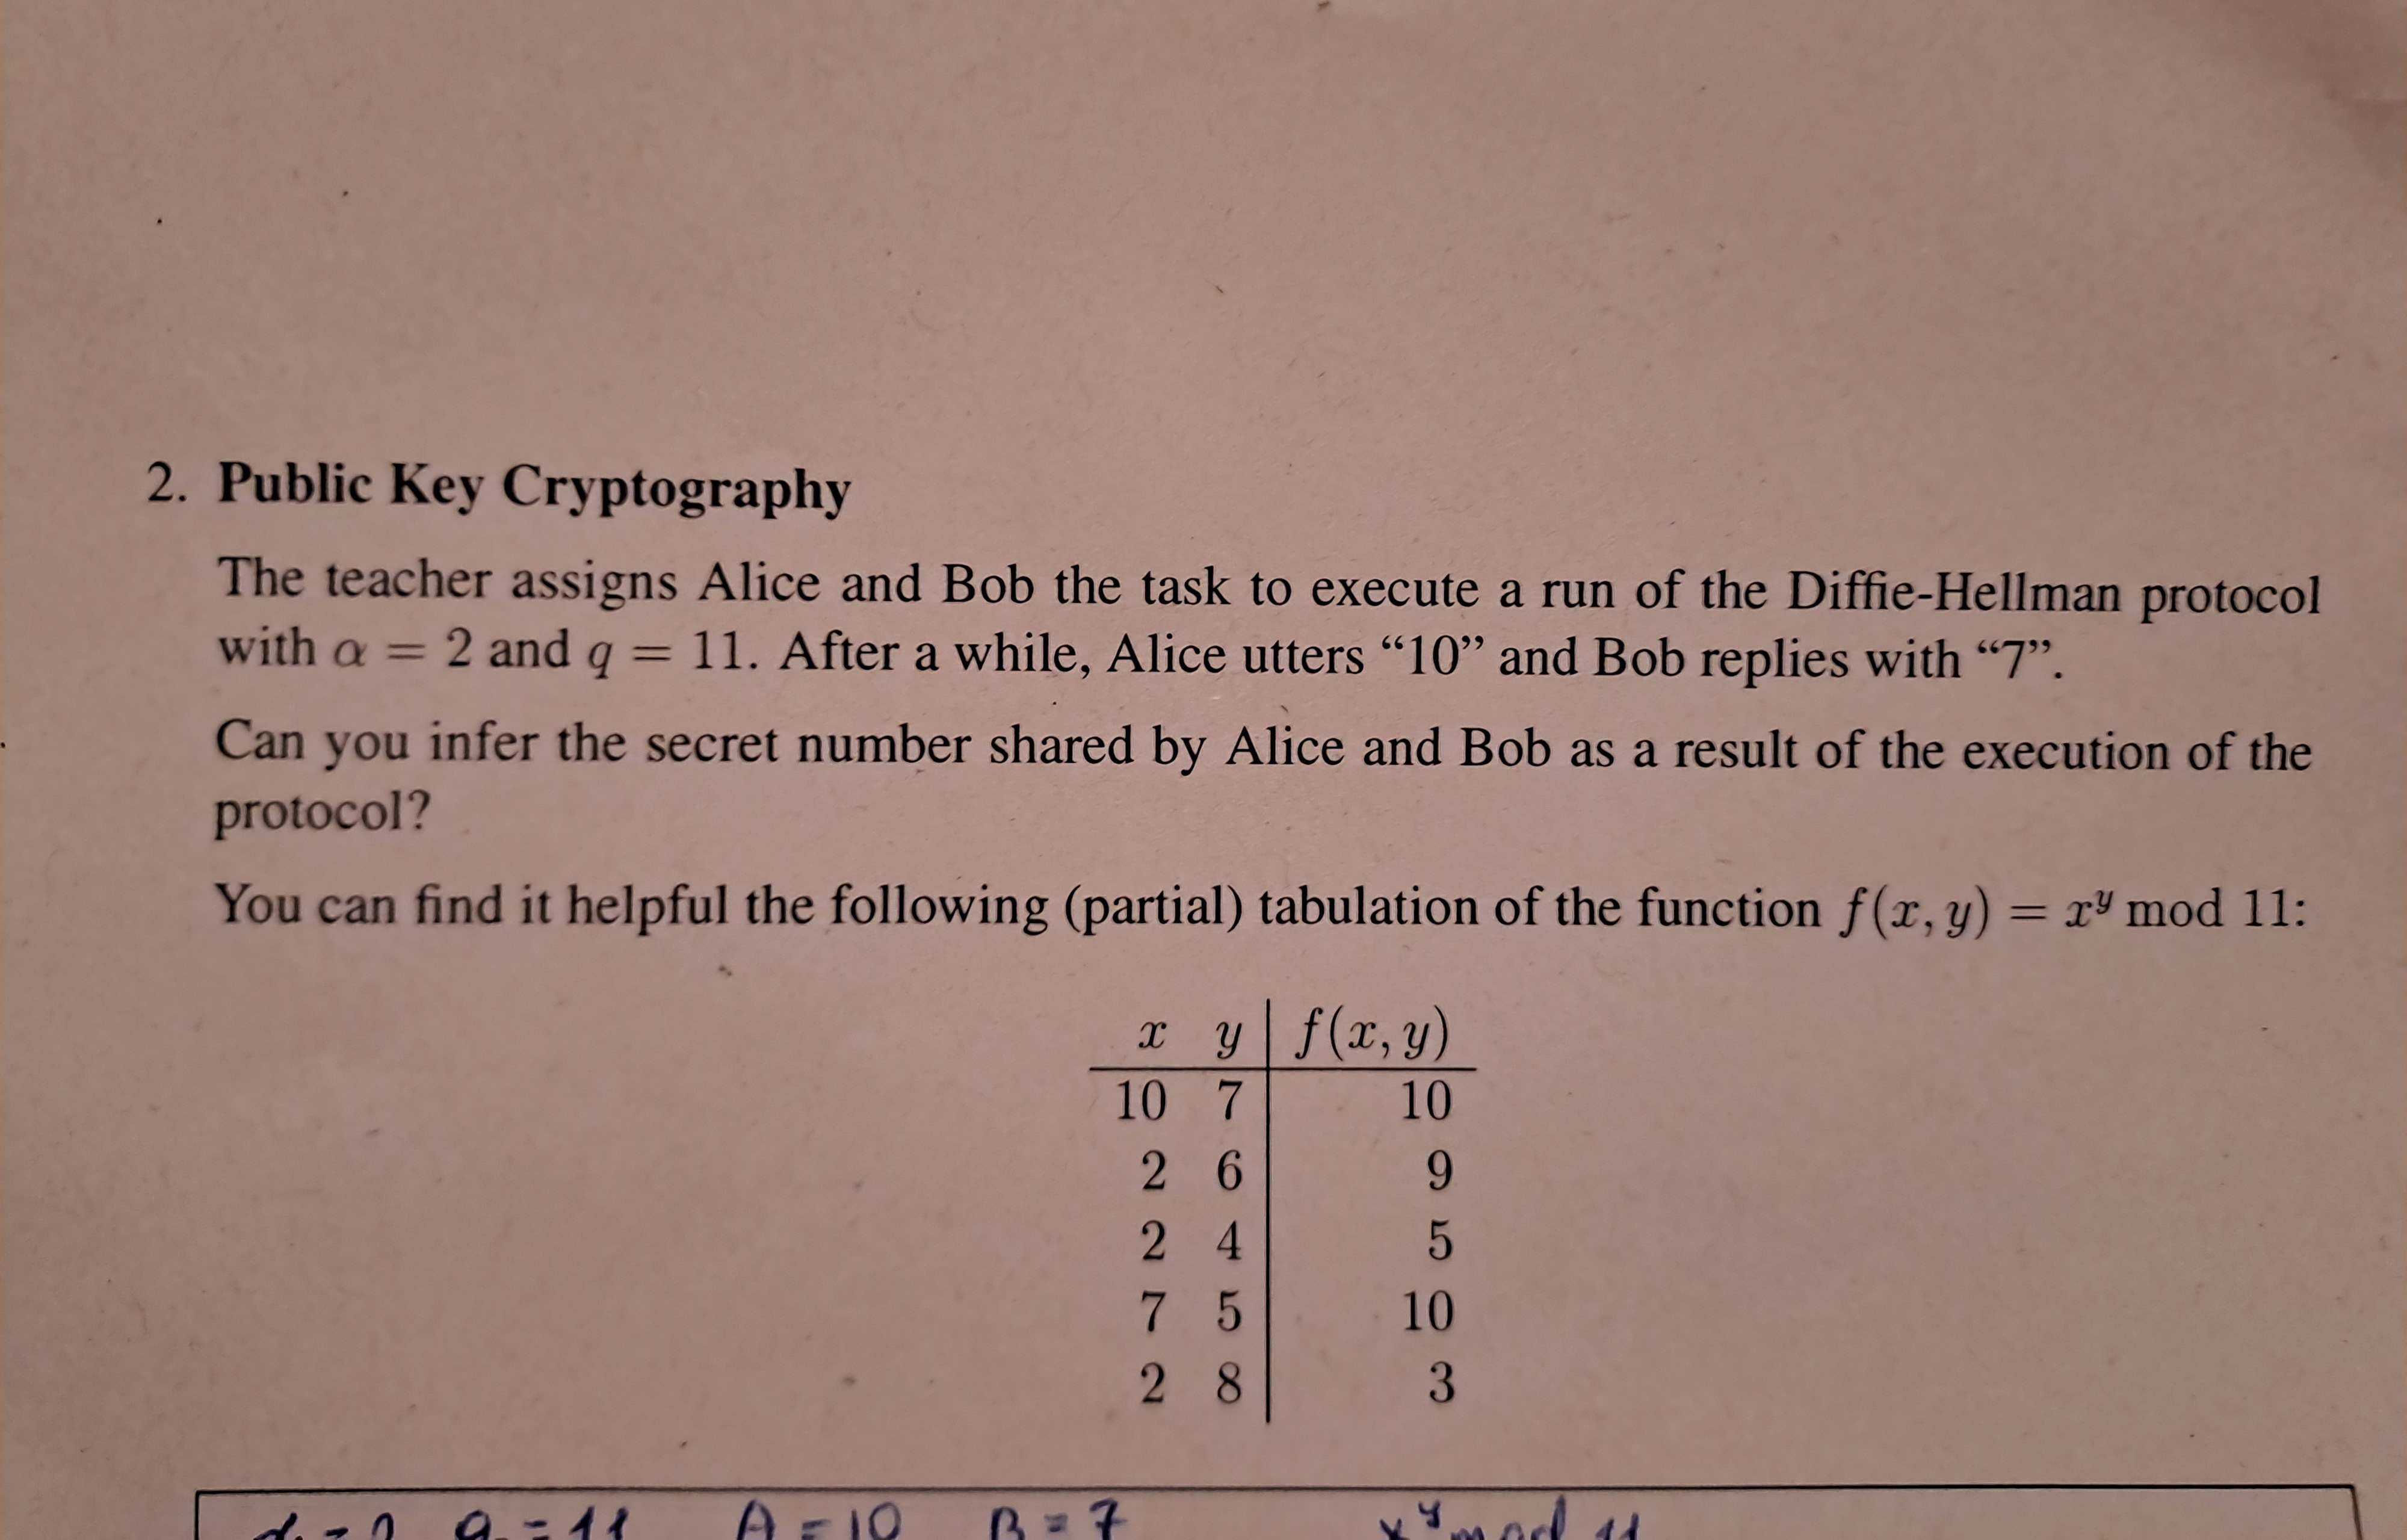 2. Public Key Cryptography
The teacher assigns Alice and Bob the task to execute a run of the Diffie-Hellman protocol
with α = 2 and q = 11. After a while, Alice utters “10” and Bob replies with “7”.
Can you infer the secret number shared by Alice and Bob as a result of the execution of the
protocol?
You can find it helpful the following (partial) tabulation of the function f(x, y) = x^y mod 11:
x y f(x, y)
10 7 10
2 6 9
2 4 5
7 5 10
2 8 3
α = 2 q = 11 A = 10 B = 7 x^y mod 11